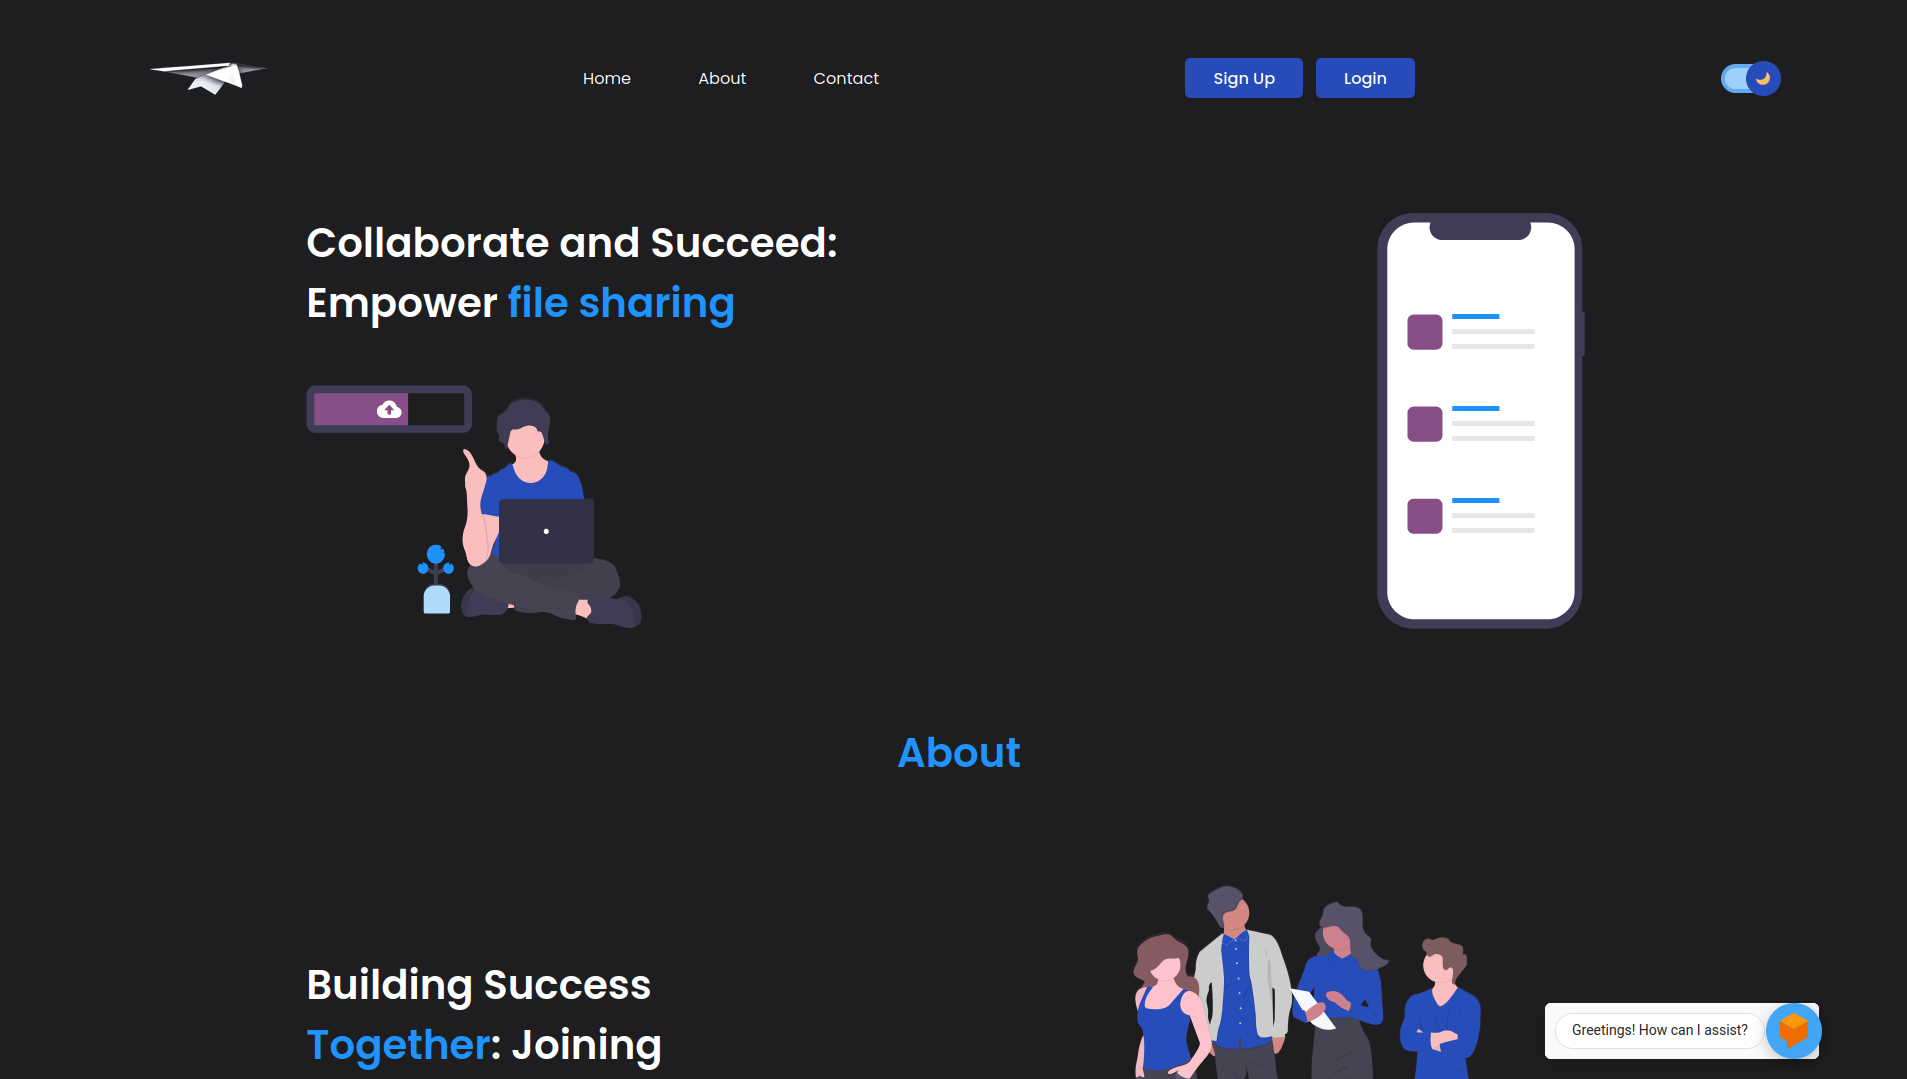 Home
About
Contact
Sign Up
Login
Collaborate and Succeed:
Empower file sharing
About
Building Success
Together: Joining
Greetings! How can I assist?